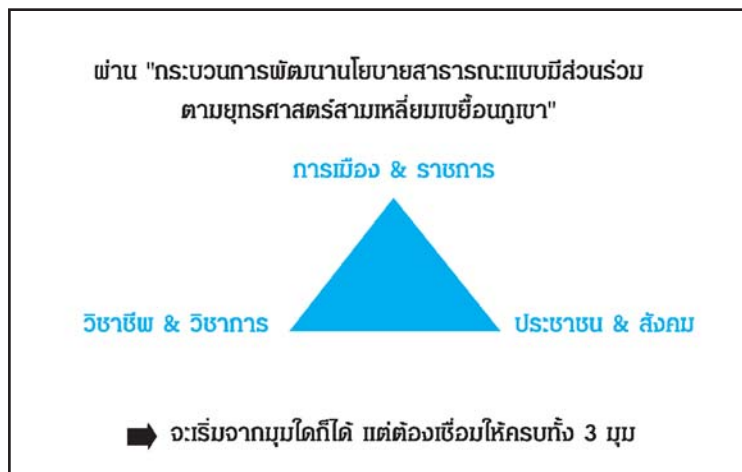 ผ่าน "กระบวนการพัฒนานโยบายสาธารณะแบบมีส่วนร่วม
ตามยุทธศาสตร์สามเหลี่ยมเขยื้อนภูเขา"
การเมือง & ราชการ
วิชาชีพ & วิชาการ ประชาชน & สังคม
จะเริ่มจากมุมใดก็ได้ แต่ต้องเชื่อมให้ครบทั้ง 3 มุม